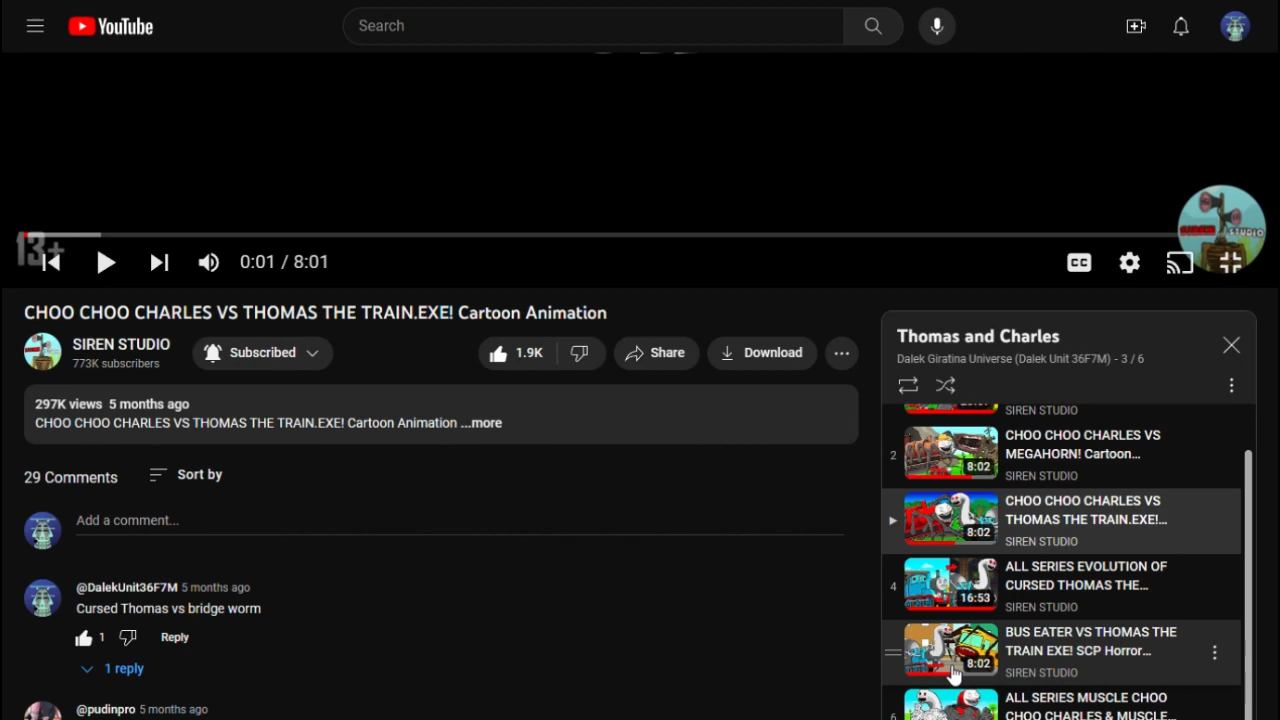 YouTube
Search
13+
SIREN STUDIO
0:01 / 8:01
CC
CHOO CHOO CHARLES VS THOMAS THE TRAIN.EXE! Cartoon Animation
SIREN STUDIO
773K subscribers
Subscribed
1.9K
Share
Download
297K views 5 months ago
CHOO CHOO CHARLES VS THOMAS THE TRAIN.EXE! Cartoon Animation ...more
29 Comments
Sort by
Add a comment...
@DalekUnit36F7M 5 months ago
Cursed Thomas vs bridge worm
1
Reply
1 reply
@pudinpro 5 months ago
Thomas and Charles
Dalek Giratina Universe (Dalek Unit 36F7M) - 3 / 6
SIREN STUDIO
2
8:02
CHOO CHOO CHARLES VS
MEGAHORN! Cartoon...
SIREN STUDIO
8:02
CHOO CHOO CHARLES VS
THOMAS THE TRAIN.EXE!...
SIREN STUDIO
4
16:53
ALL SERIES EVOLUTION OF
CURSED THOMAS THE...
SIREN STUDIO
8:02
BUS EATER VS THOMAS THE
TRAIN EXE! SCP Horror...
SIREN STUDIO
6
ALL SERIES MUSCLE CHOO
CHOO CHARLES & MUSCLE...